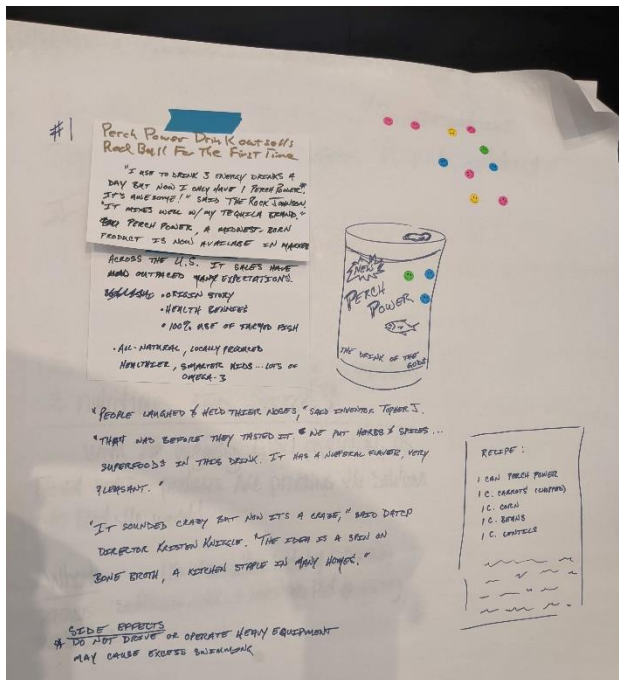 #1
Perch Power Drink outsells
Red Bull For The First Time
"I use to drink 3 energy drinks a
day but now I only have 1 Perch Power*.
It's awesome!" said The Rock Johnson.
"It mixes well w/ my tequila brand."
Perch Power, a midwest-born
product is now available in market
across the U.S. It sales have
outpaced many expectations.
• origin story
• health bennies
• 100% use of farmed fish
• All-natural, locally produced
Healthier, smarter kids... lots of
omega-3
New!
Perch
Power
The drink of the
gods
"People laughed & held thier noses," said inventor Topher J.
"That was before they tasted it. We put herbs & spices...
superfoods in this drink. It has a numeral flavor, very
pleasant."
"It sounded crazy but now it's a craze," said DATCP
Director Kristen Knickle. "The idea is a spin on
bone broth, a kitchen staple in many homes."
Recipe:
1 can Perch Power
1 c. carrots (chopped)
1 c. corn
1 c. beans
1 c. lentils
Side Effects
* Do not drive or operate heavy equipment
may cause excess swimming